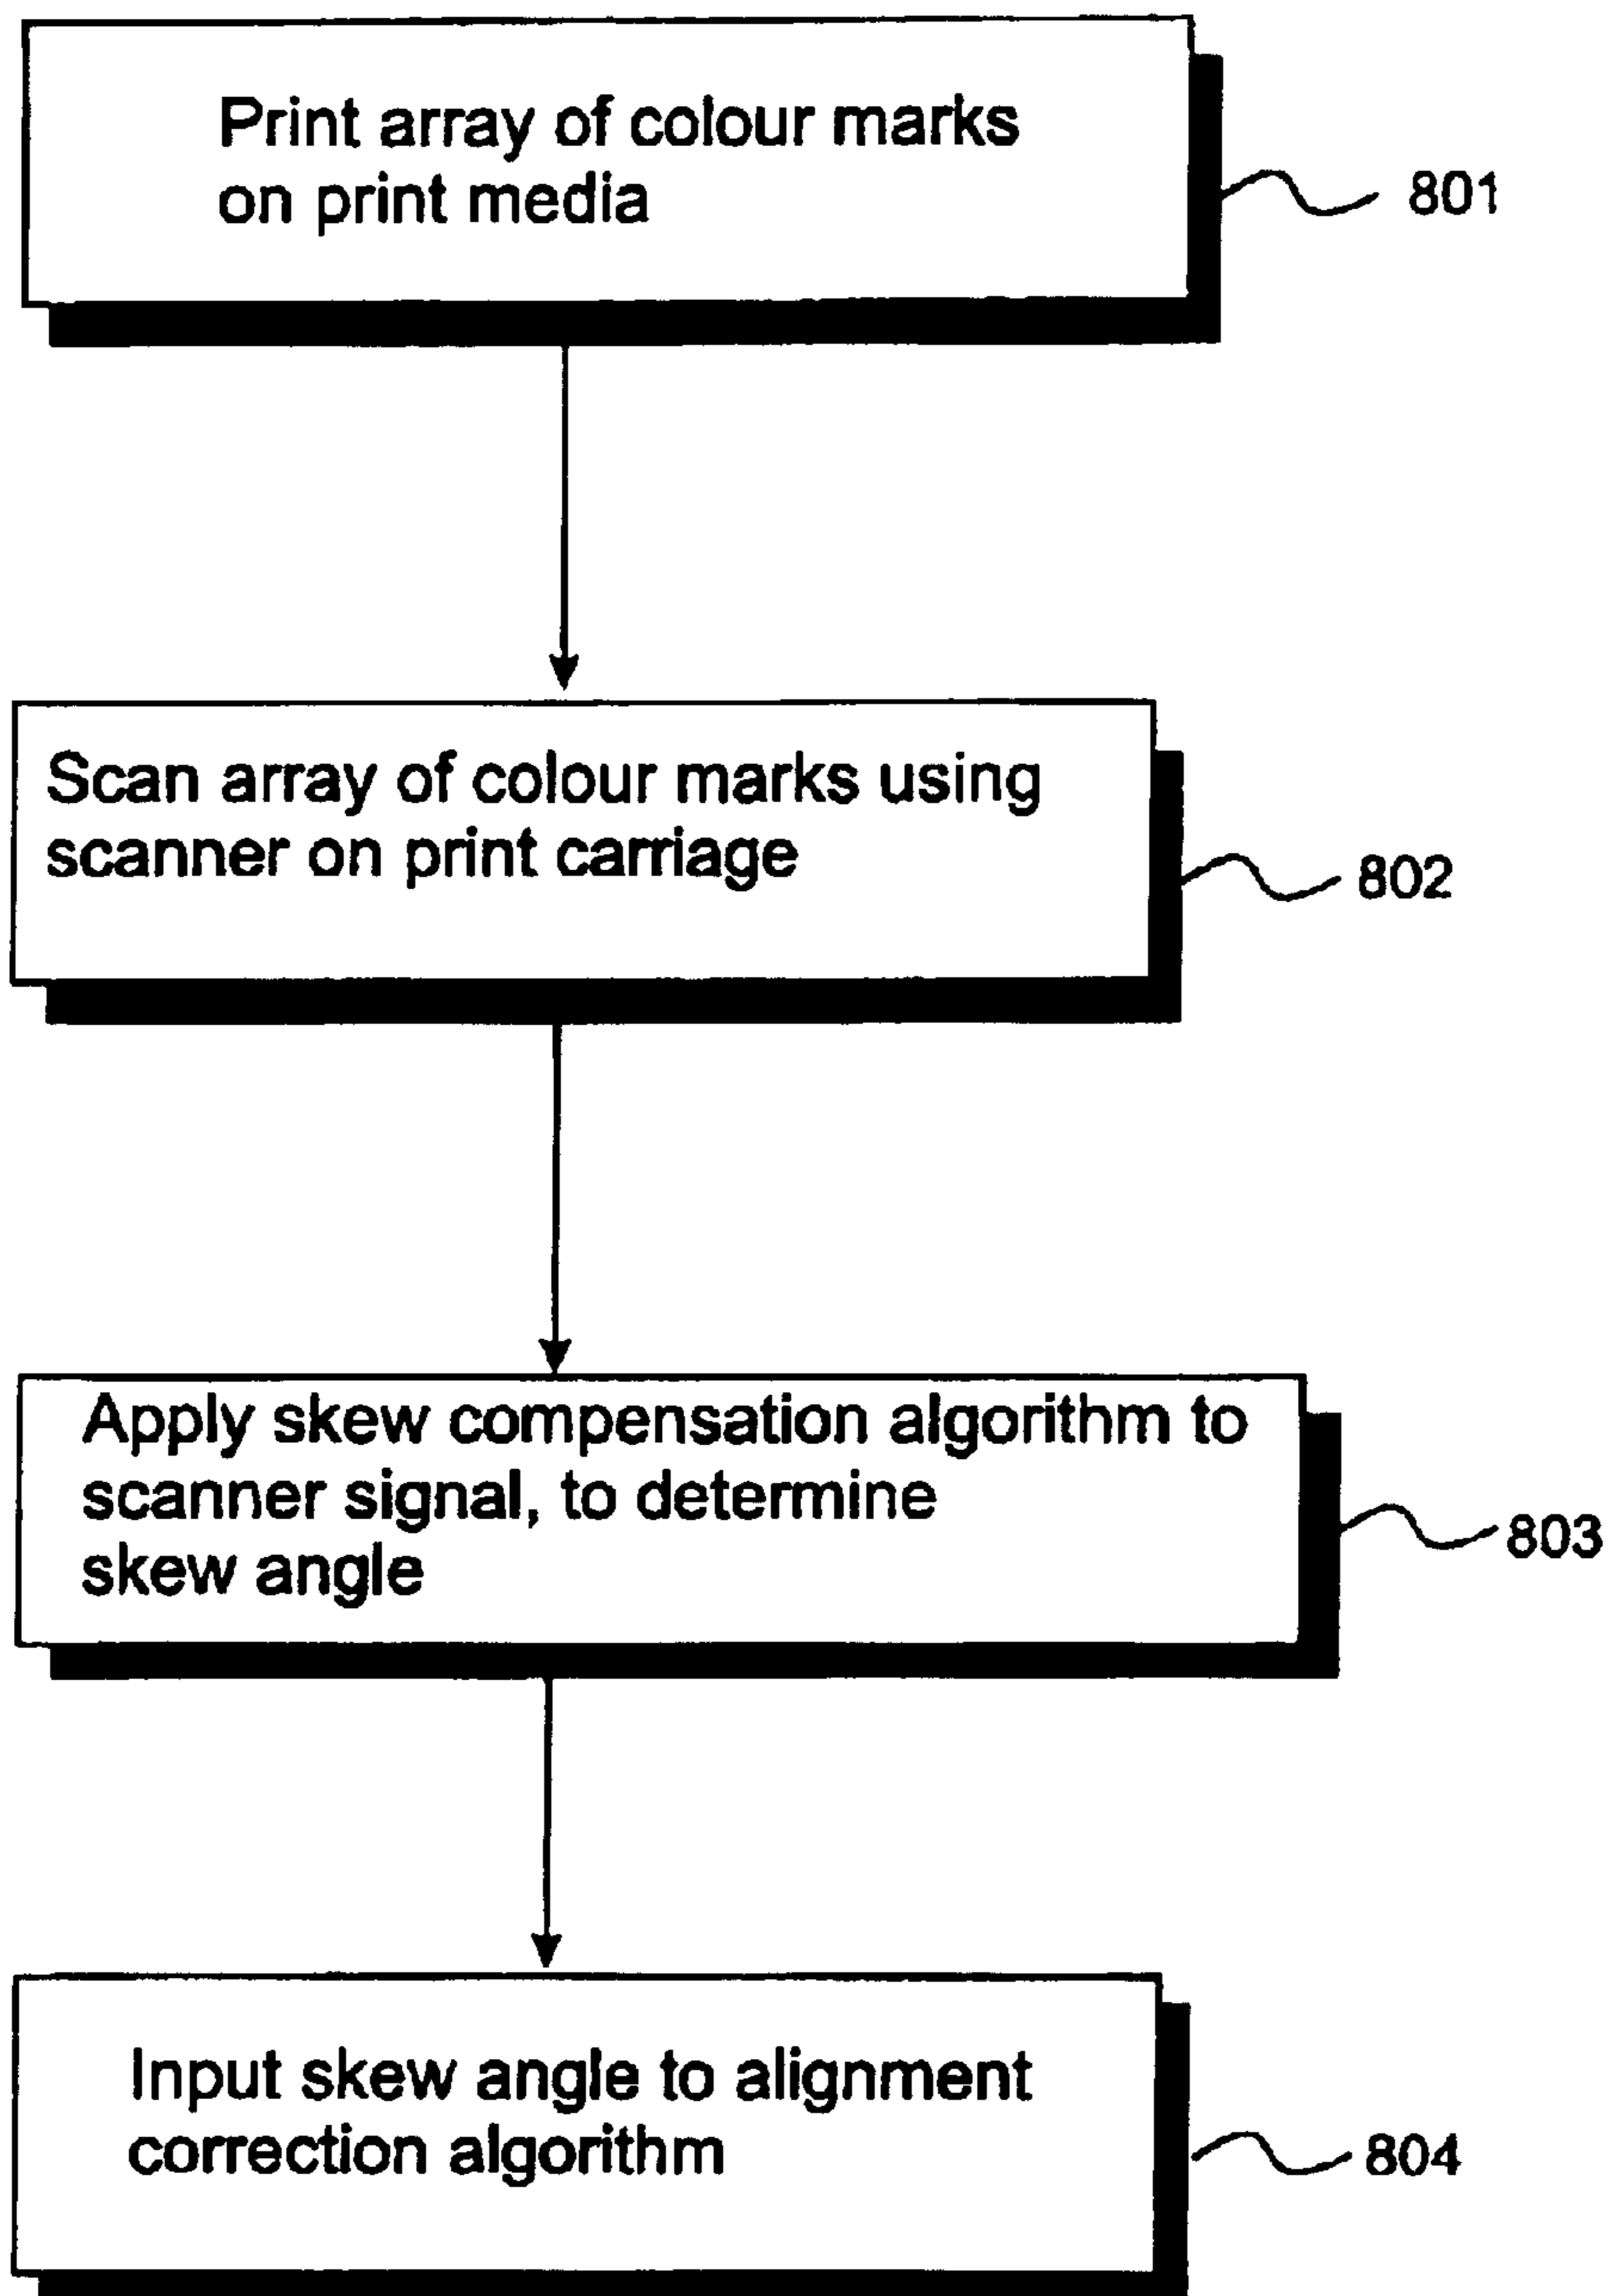 Print array of colour marks
on print media
801
Scan array of colour marks using
scanner on print carriage
802
Apply skew compensation algorithm to
scanner signal, to determine
skew angle
803
Input skew angle to alignment
correction algorithm
804